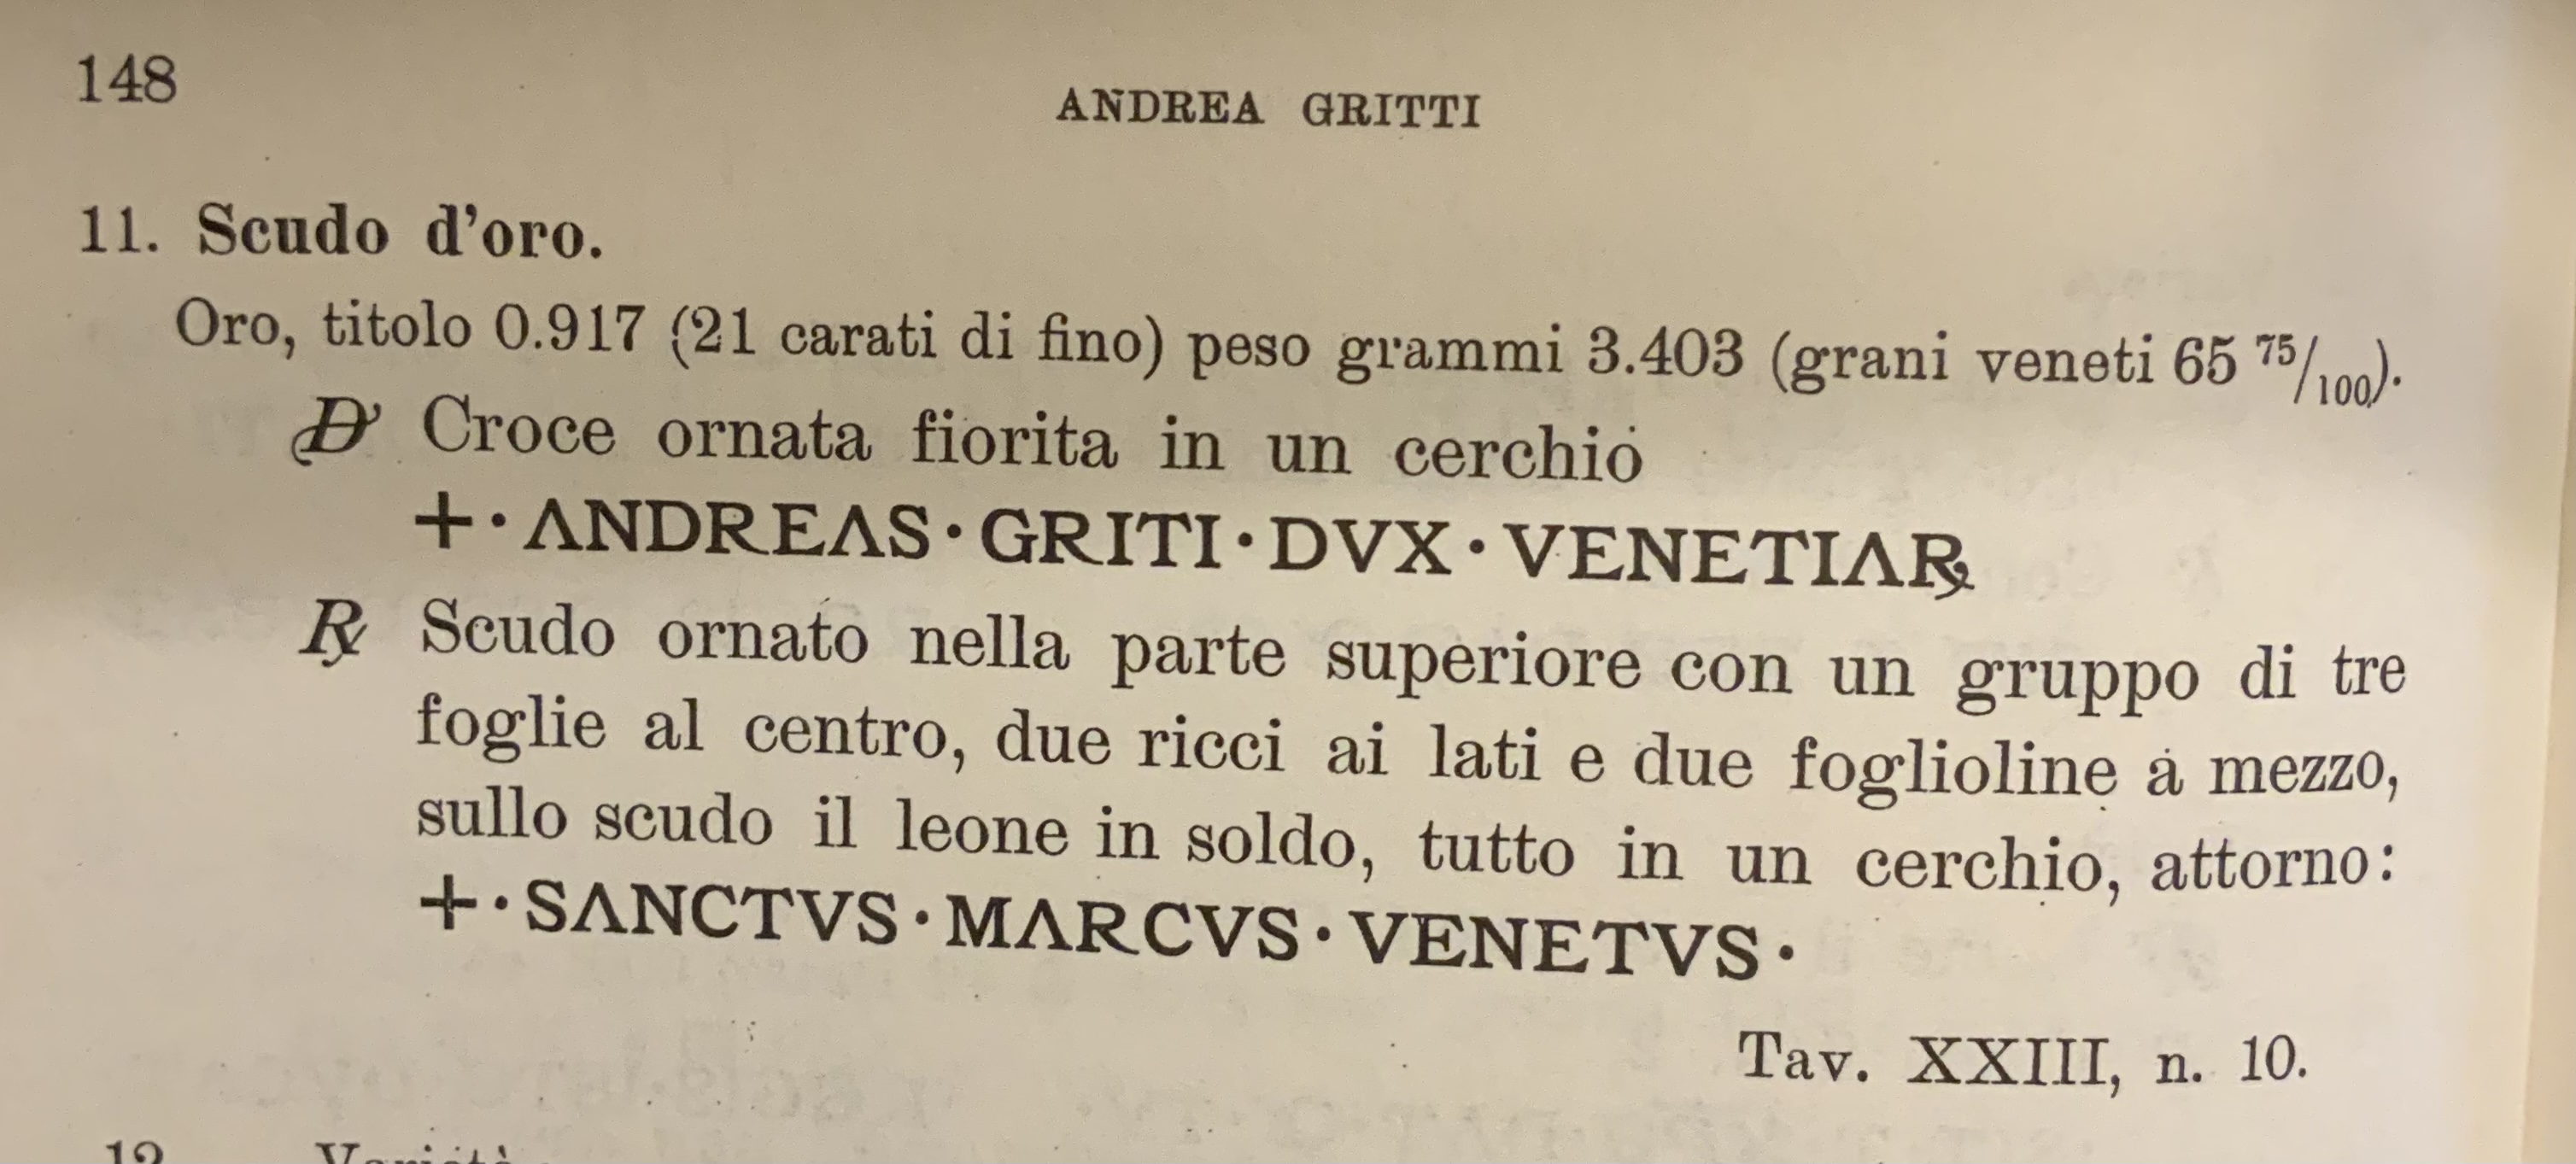 148
ANDREA GRITTI
11. Scudo d'oro.
Oro, titolo 0.917 (21 carati di fino) peso grammi 3.403 (grani veneti 65 75/100).
D Croce ornata fiorita in un cerchio
+·ΛNDREΛS·GRITI·DVX·VENETIΛ℞
℞ Scudo ornato nella parte superiore con un gruppo di tre
foglie al centro, due ricci ai lati e due foglioline a mezzo,
sullo scudo il leone in soldo, tutto in un cerchio, attorno:
+·SΛNCTVS·MΛRCVS·VENETVS·
Tav. XXIII, n. 10.
12. Varietà